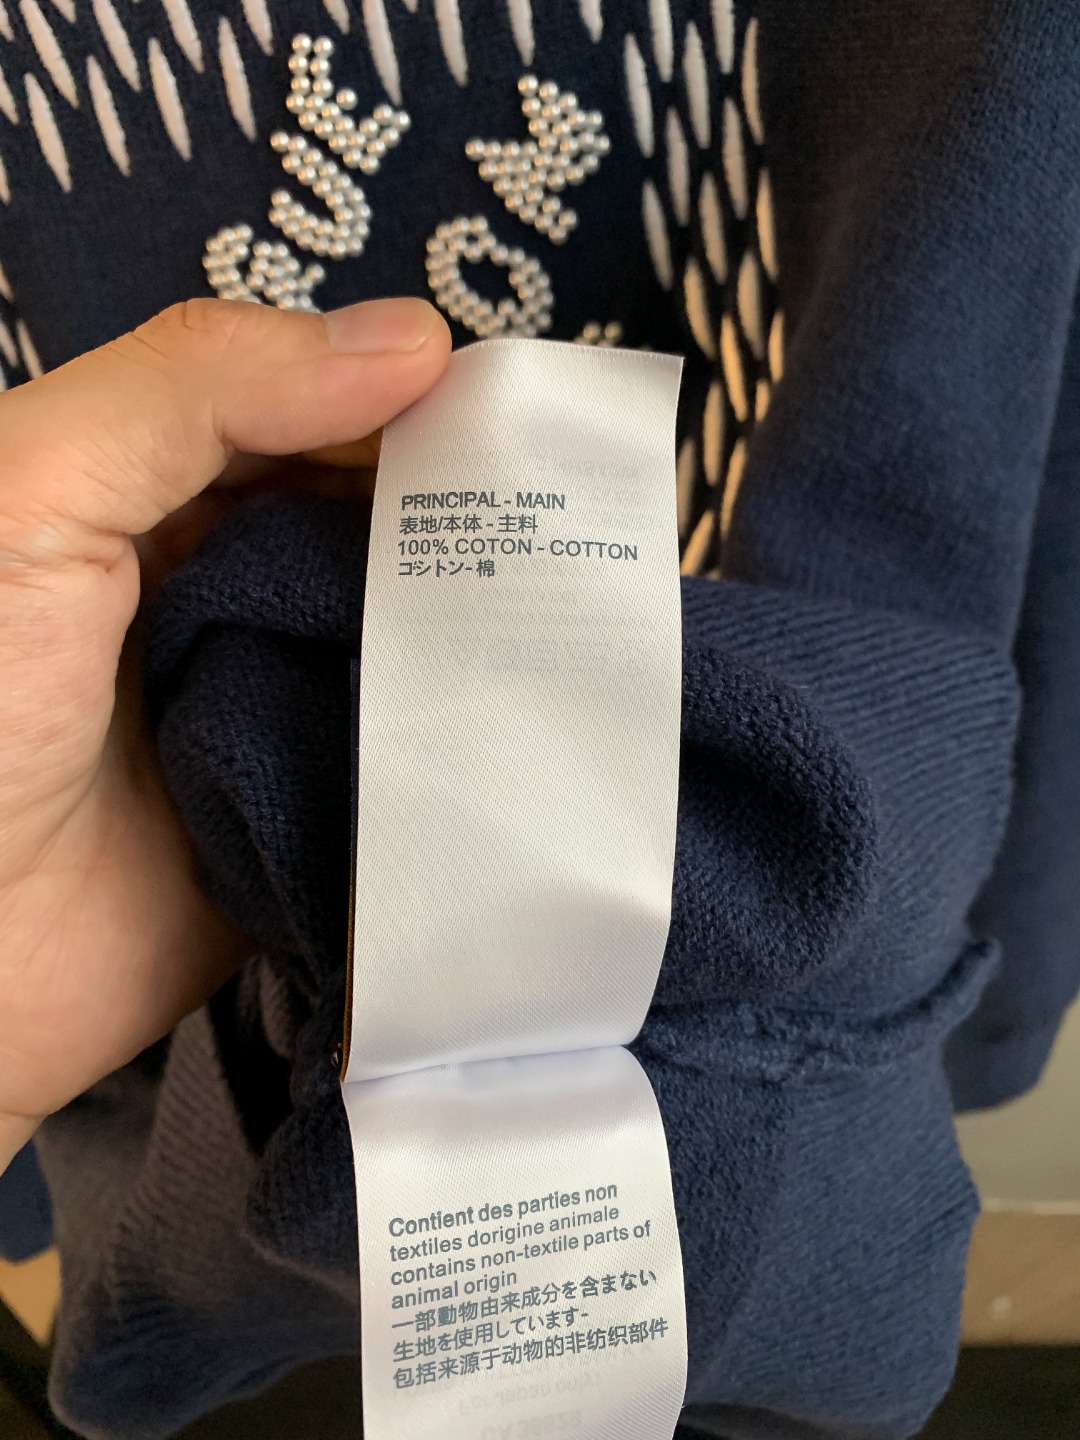 PRINCIPAL - MAIN
表地/本体 - 主料
100% COTON - COTTON
コシトン- 棉
Contient des parties non
textiles dorigine animale
contains non-textile parts of
animal origin
一部動物由来成分を含まない
生地を使用しています-
包括来源于动物的非纺织部件